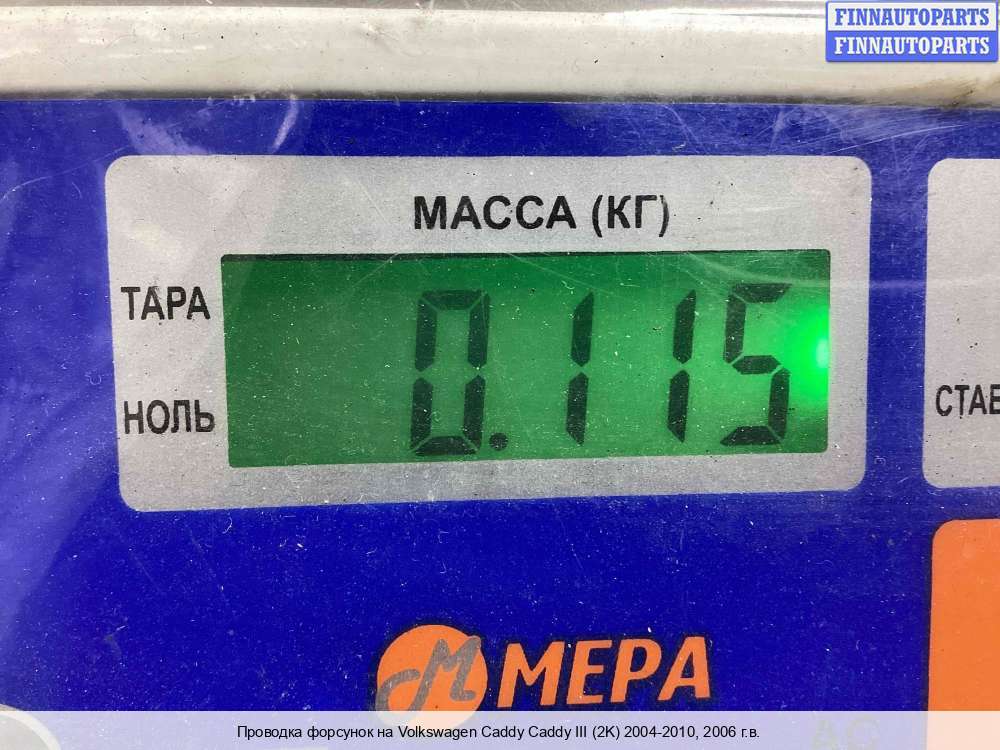 FINNAUTOPARTS
FINNAUTOPARTS
МАССА (КГ)
ТАРА
0.115
НОЛЬ
МЕРА
Проводка форсунок на Volkswagen Caddy Caddy III (2K) 2004-2010, 2006 г.в.